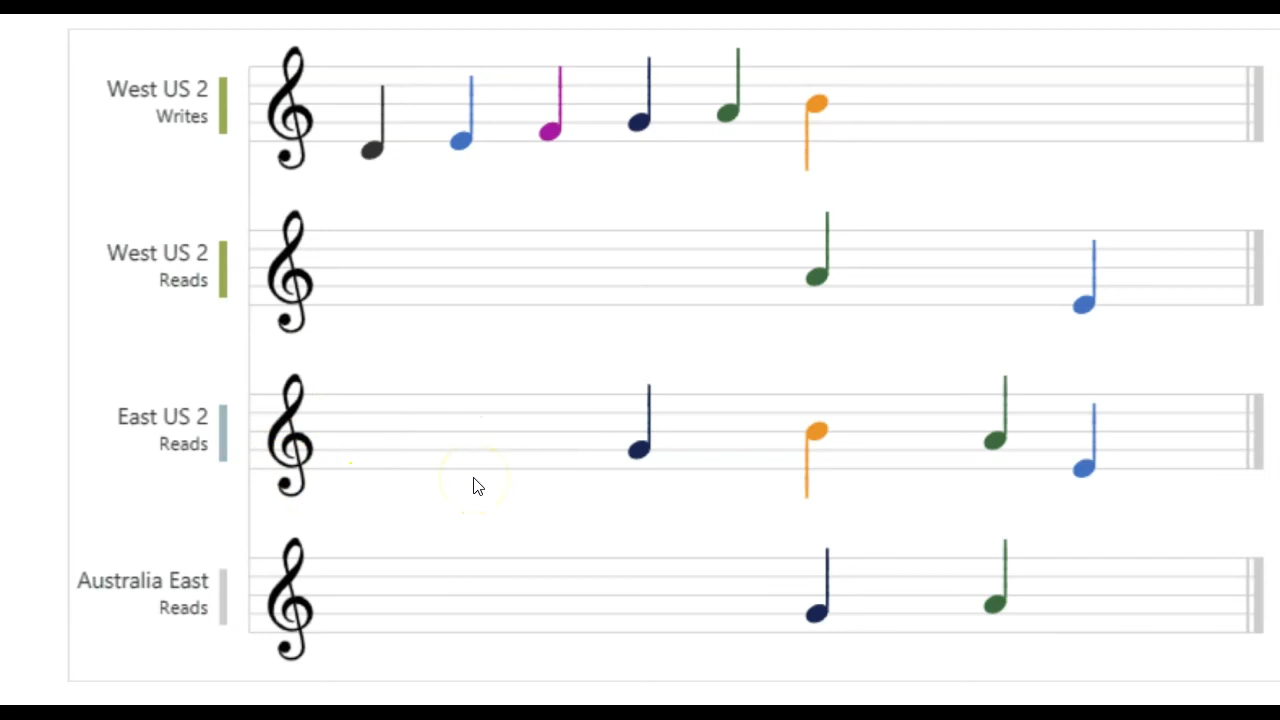 West US 2
Writes
West US 2
Reads
East US 2
Reads
Australia East
Reads